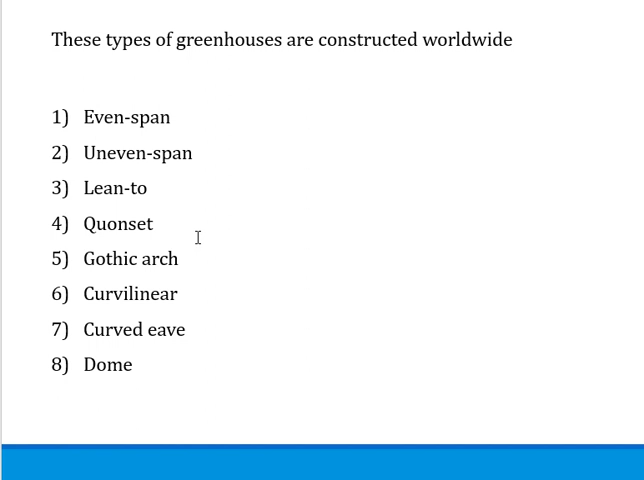 These types of greenhouses are constructed worldwide
1) Even-span
2) Uneven-span
3) Lean-to
4) Quonset
5) Gothic arch
6) Curvilinear
7) Curved eave
8) Dome